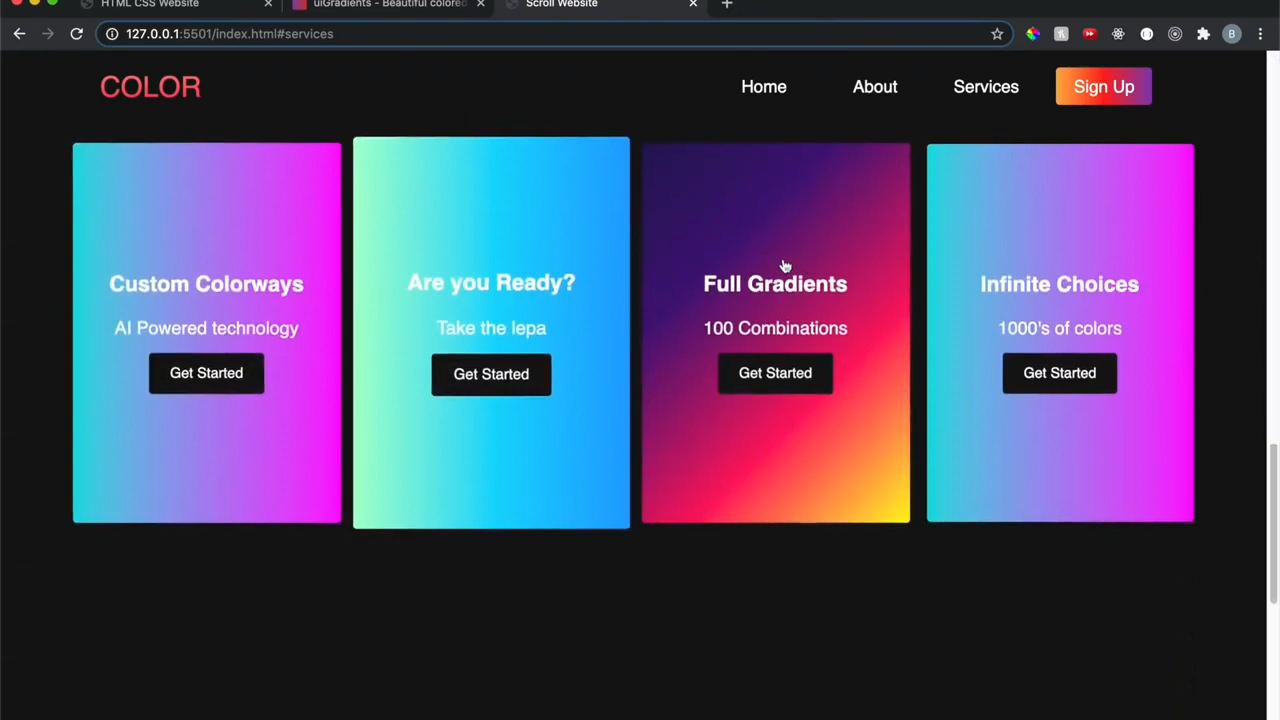 HTML CSS Website
uiGradients - Beautiful colored
Scroll Website
127.0.0.1:5501/index.html#services
B
COLOR
Home
About
Services
Sign Up
Custom Colorways
AI Powered technology
Get Started
Are you Ready?
Take the lepa
Get Started
Full Gradients
100 Combinations
Get Started
Infinite Choices
1000's of colors
Get Started